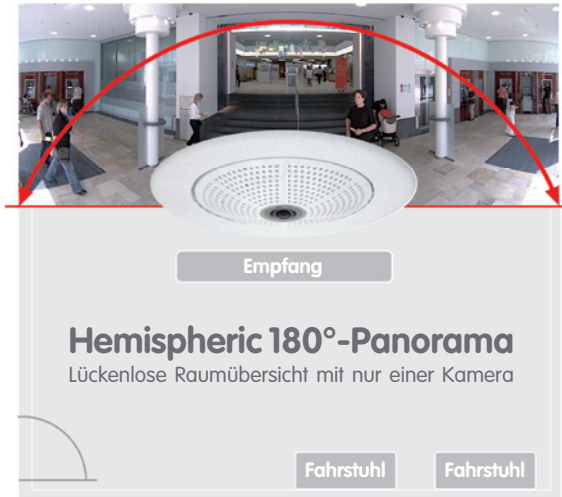 Empfang
Hemispheric 180°-Panorama
Lückenlose Raumübersicht mit nur einer Kamera
Fahrstuhl Fahrstuhl